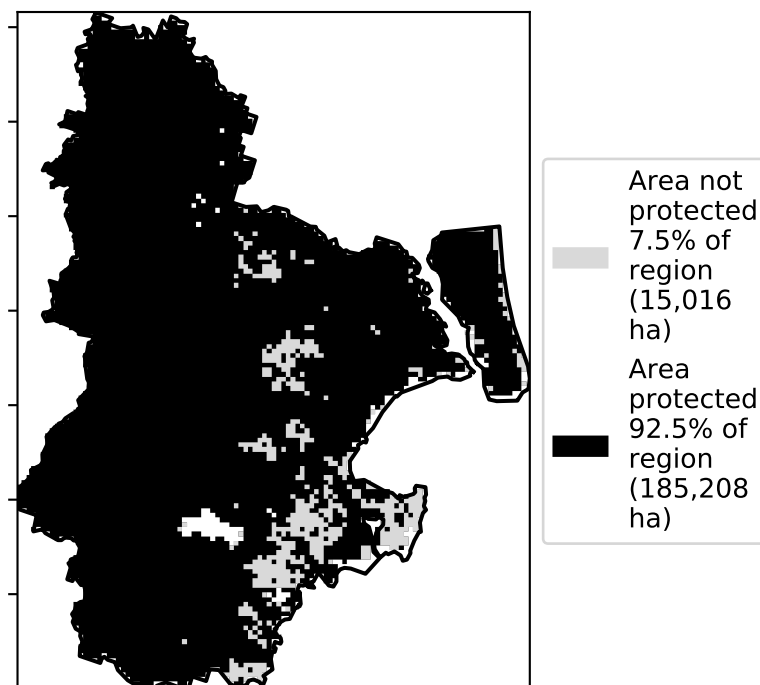 Area not
protected
7.5% of
region
(15,016
ha)
Area
protected
92.5% of
region
(185,208
ha)